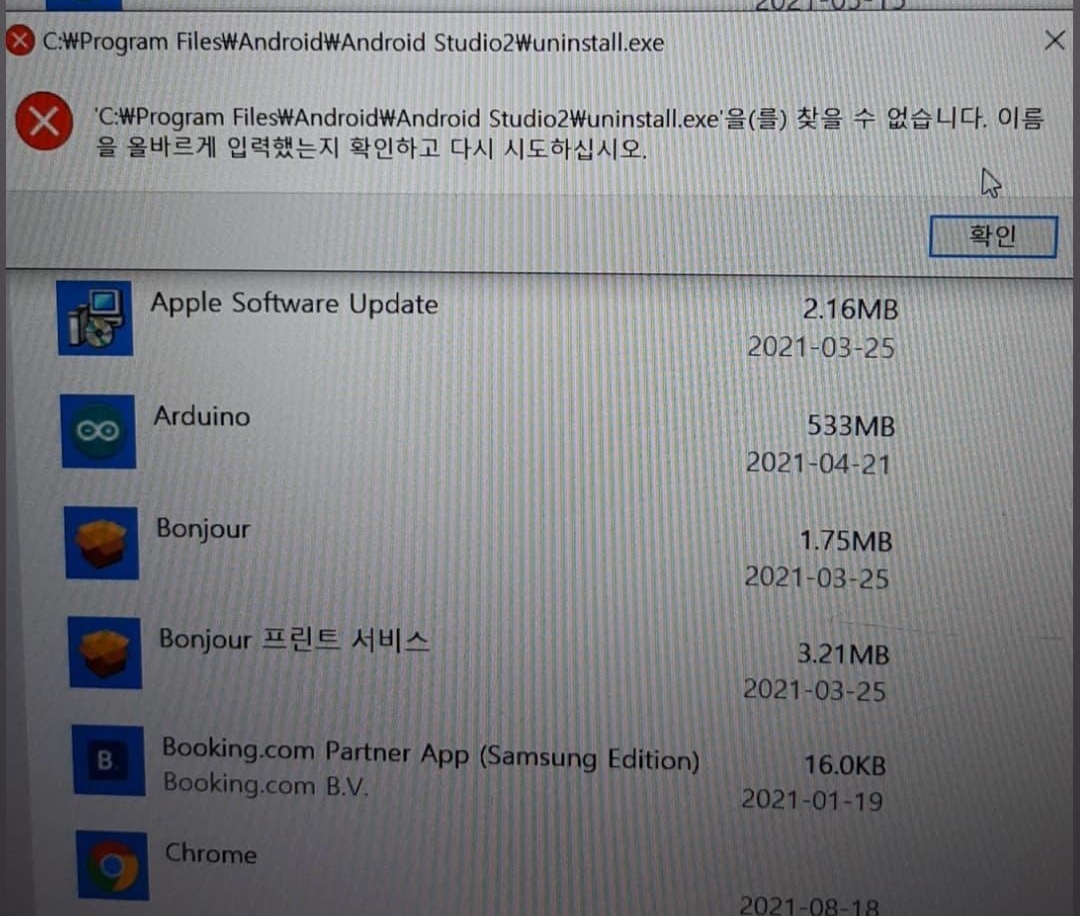 2021-03-15
C:₩Program Files₩Android₩Android Studio2₩uninstall.exe
'C:₩Program Files₩Android₩Android Studio2₩uninstall.exe'을(를) 찾을 수 없습니다. 이름
을 올바르게 입력했는지 확인하고 다시 시도하십시오.
확인
Apple Software Update
2.16MB
2021-03-25
Arduino
533MB
2021-04-21
Bonjour
1.75MB
2021-03-25
Bonjour 프린트 서비스
3.21MB
2021-03-25
B.
Booking.com Partner App (Samsung Edition)
16.0KB
Booking.com B.V.
2021-01-19
Chrome
2021-08-18